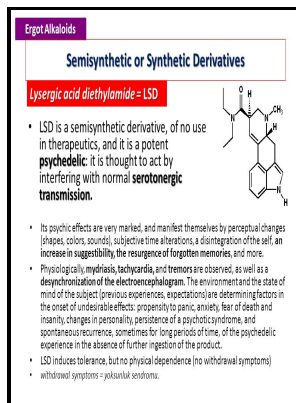 Ergot Alkaloids
Semisynthetic or Synthetic Derivatives
Lysergic acid diethylamide = LSD
• LSD is a semisynthetic derivative, of no use
in therapeutics, and it is a potent
psychedelic: it is thought to act by
interfering with normal serotonergic
transmission.
O
H
N
N
CH₃
H
N
H
• Its psychic effects are very marked, and manifest themselves by perceptual changes
(shapes, colors, sounds), subjective time alterations, a disintegration of the self, an
increase in suggestibility, the resurgence of forgotten memories, and more.
• Physiologically, mydriasis, tachycardia, and tremors are observed, as well as a
desynchronization of the electroencephalogram. The environment and the state of
mind of the subject (previous experiences, expectations) are determining factors in
the onset of undesirable effects: propensity to panic, anxiety, fear of death and
insanity, changes in personality, persistence of a psychotic syndrome, and
spontaneous recurrence, sometimes for long periods of time, of the psychedelic
experience in the absence of further ingestion of the product.
• LSD induces tolerance, but no physical dependence (no withdrawal symptoms)
• withdrawal symptoms = yoksunluk sendromu.